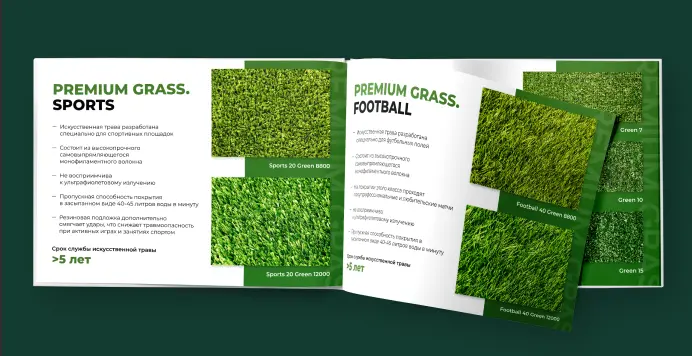 PREMIUM GRASS.
SPORTS
— Искусственная трава разработана
специально для спортивных площадок
— Состоит из высокопрочного
самовыпрямляющегося
монофиламентного волокна
— Не восприимчива
к ультрафиолетовому излучению
— Пропускная способность покрытия
в засыпанном виде 40-45 литров воды в минуту
— Резиновая подложка дополнительно
смягчает удары, что снижает травмоопасность
при активных играх и занятиях спортом
Срок службы искусственной травы
>5 лет
Sports 20 Green 8800
Sports 20 Green 12000
PREMIUM GRASS.
FOOTBALL
— Искусственная трава разработана
специально для футбольных полей
— Состоит из высокопрочного
самовыпрямляющегося
монофиламентного волокна
— На покрытии этого класса проходят
профессиональные и любительские матчи
— Не восприимчива
к ультрафиолетовому излучению
способность покрытия в
виде 40-45 литров воды в минуту
Срок службы искусственной травы
>5 лет
Football 40 Green 8800
Football 40 Green 12000
Green 7
Green 10
Green 15